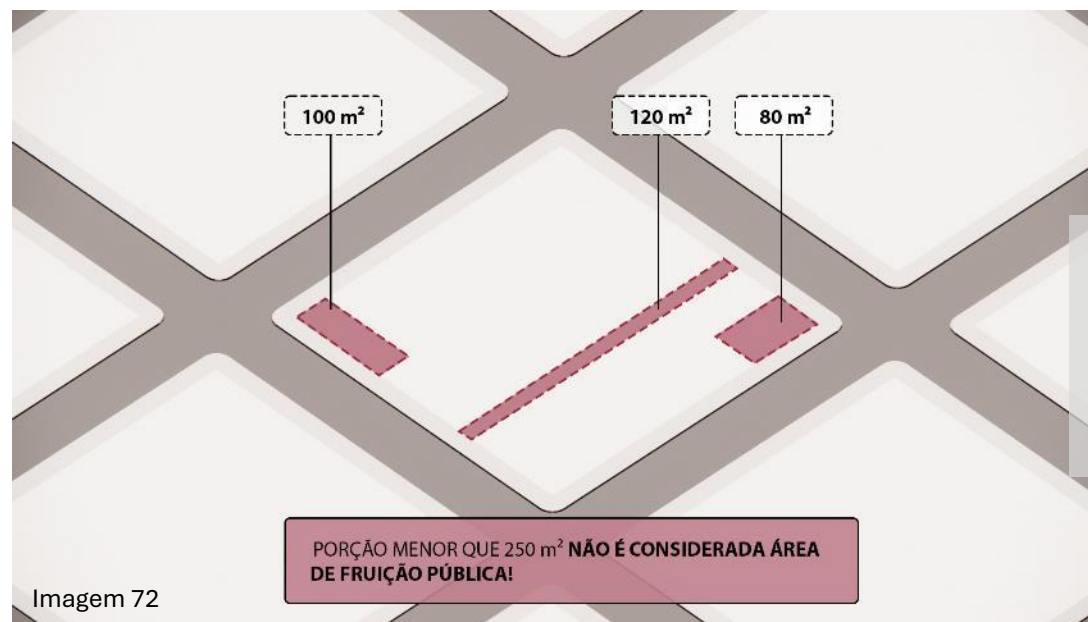 100 m²
120 m²
80 m²
PORÇÃO MENOR QUE 250 m² NÃO É CONSIDERADA ÁREA
DE FRUIÇÃO PÚBLICA!
Imagem 72